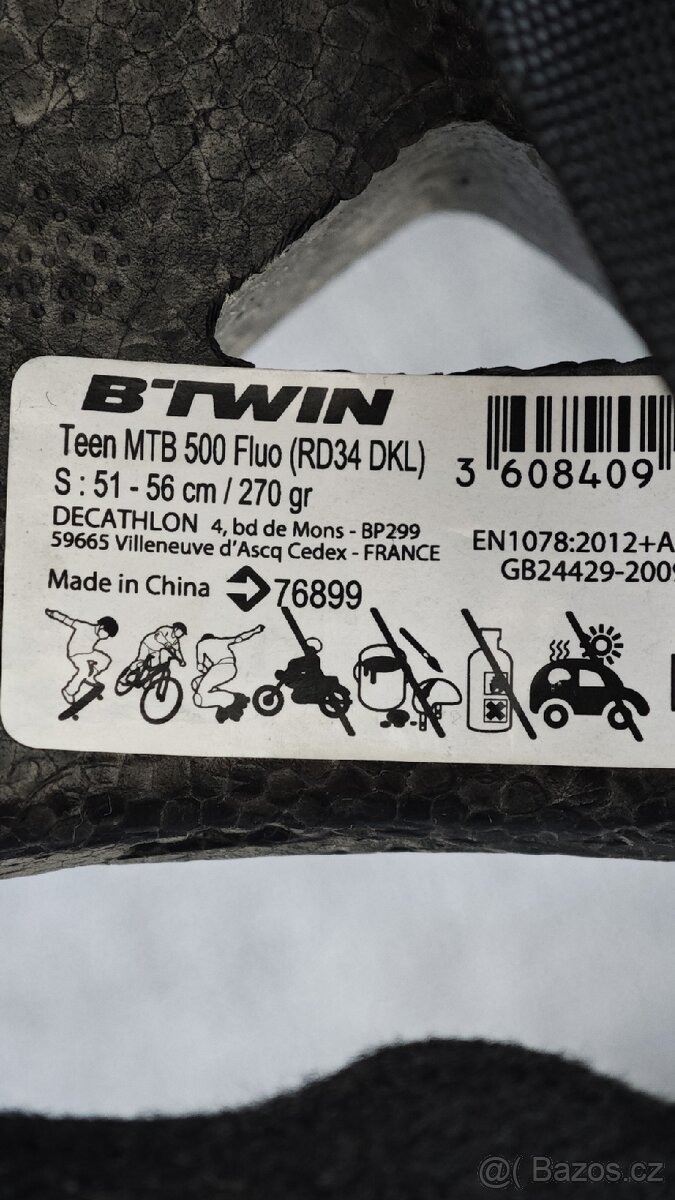 B'TWIN
Teen MTB 500 Fluo (RD34 DKL)
S : 51 - 56 cm / 270 gr
DECATHLON 4, bd de Mons - BP299
59665 Villeneuve d'Ascq Cedex - FRANCE
Made in China 76899
3 608409
EN1078:2012+A
GB24429-2009
@( Bazoš.cz